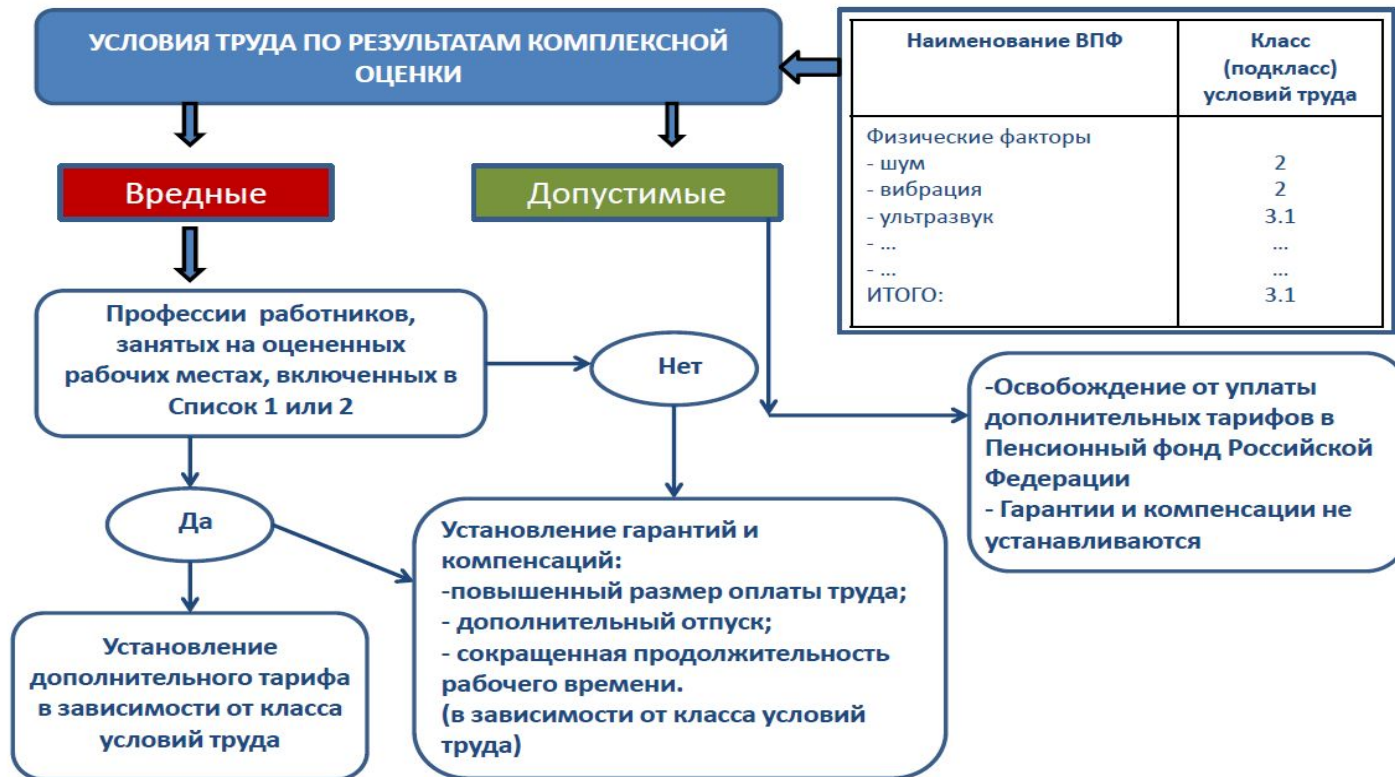 УСЛОВИЯ ТРУДА ПО РЕЗУЛЬТАТАМ КОМПЛЕКСНОЙ
ОЦЕНКИ
Наименование ВПФ
Класс
(подкласс)
условий труда
Физические факторы
- шум 2
- вибрация 2
- ультразвук 3.1
- ... ...
- ... ...
ИТОГО: 3.1
Вредные
Допустимые
Профессии работников,
занятых на оцененных
рабочих местах, включенных в
Список 1 или 2
Нет
-Освобождение от уплаты
дополнительных тарифов в
Пенсионный фонд Российской
Федерации
- Гарантии и компенсации не
устанавливаются
Да
Установление гарантий и
компенсаций:
-повышенный размер оплаты труда;
- дополнительный отпуск;
- сокращенная продолжительность
рабочего времени.
(в зависимости от класса условий
труда)
Установление
дополнительного тарифа
в зависимости от класса
условий труда